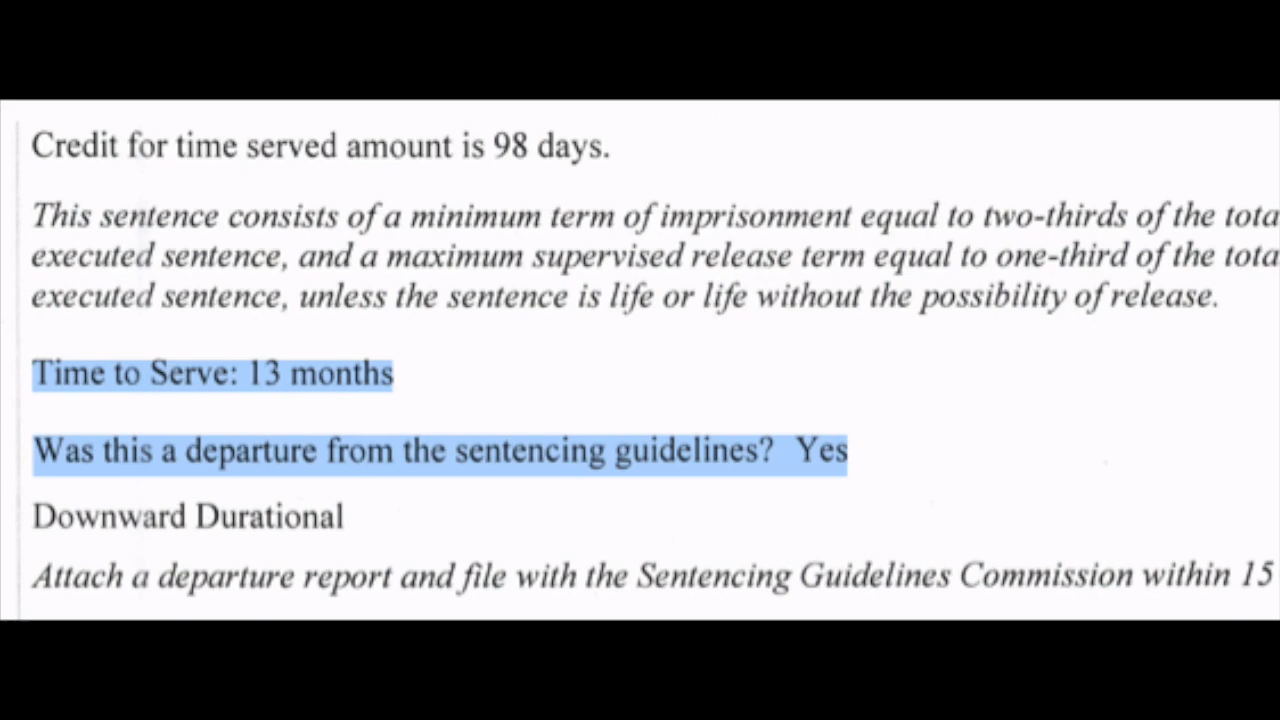 Credit for time served amount is 98 days.
This sentence consists of a minimum term of imprisonment equal to two-thirds of the tota
executed sentence, and a maximum supervised release term equal to one-third of the tota
executed sentence, unless the sentence is life or life without the possibility of release.
Time to Serve: 13 months
Was this a departure from the sentencing guidelines? Yes
Downward Durational
Attach a departure report and file with the Sentencing Guidelines Commission within 15